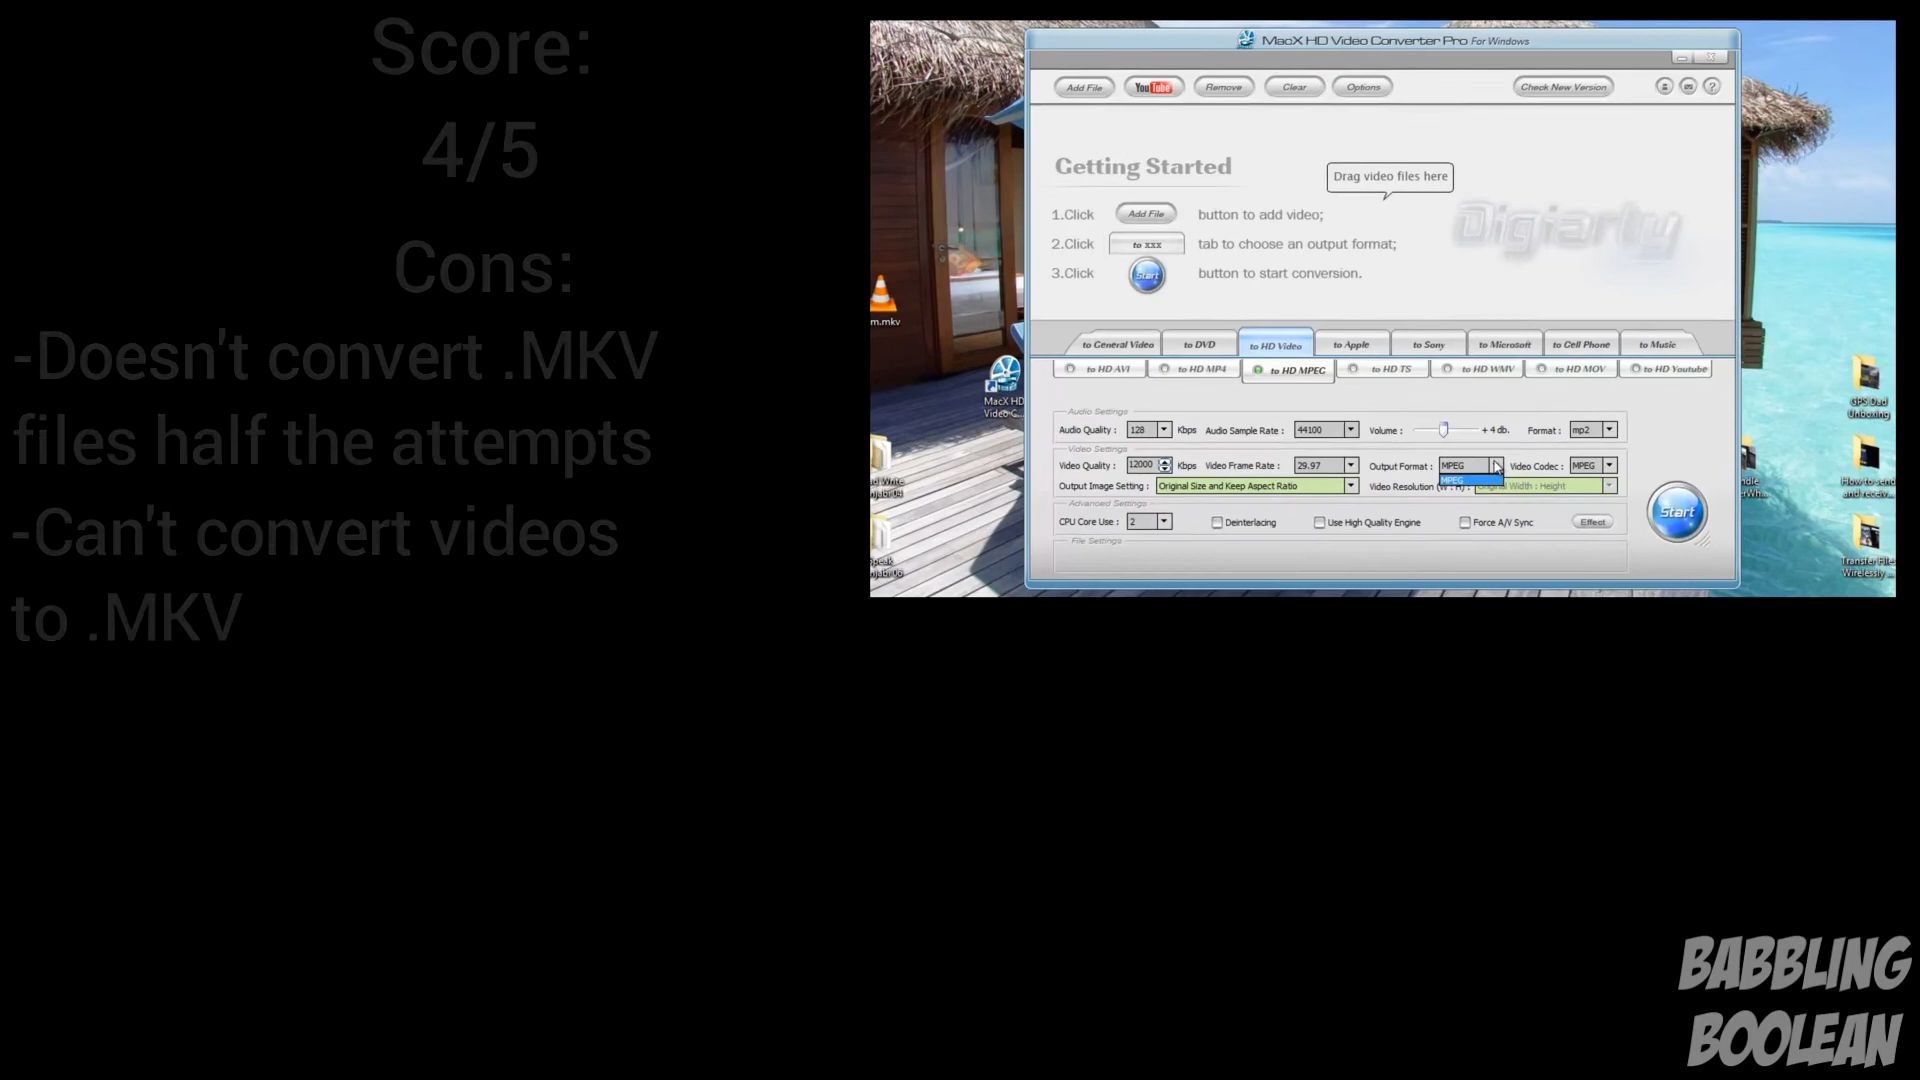 Score:
4/5
Cons:
-Doesn't convert .MKV
files half the attempts
-Can't convert videos
to .MKV
MacX HD Video Converter Pro For Windows
Add File YouTube Remove Clear Options Check New Version ?
Getting Started
Drag video files here
1.Click Add File button to add video;
2.Click to xxx tab to choose an output format;
3.Click Start button to start conversion.
Digiarty
to General Video to DVD to HD Video to Apple to Sony to Microsoft to Cell Phone to Music
to HD AVI to HD MP4 to HD MPEG to HD TS to HD WMV to HD MOV to HD Youtube
Audio Settings
Audio Quality : 128 Kbps Audio Sample Rate : 44100 Volume : + 4 db. Format : mp2
Video Settings
Video Quality : 12000 Kbps Video Frame Rate : 29.97 Output Format : MPEG Video Codec : MPEG
MPEG
Output Image Setting : Original Size and Keep Aspect Ratio Video Resolution Width : Height
Advanced Settings
CPU Core Use : 2 Deinterlacing Use High Quality Engine Force A/V Sync Effect
File Settings
Start
m.mkv
MacX HD
Video C...
GPS Dad
Unboxing
How to send
and receiv...
Transfer Files
Wirelessly ...
BABBLING
BOOLEAN